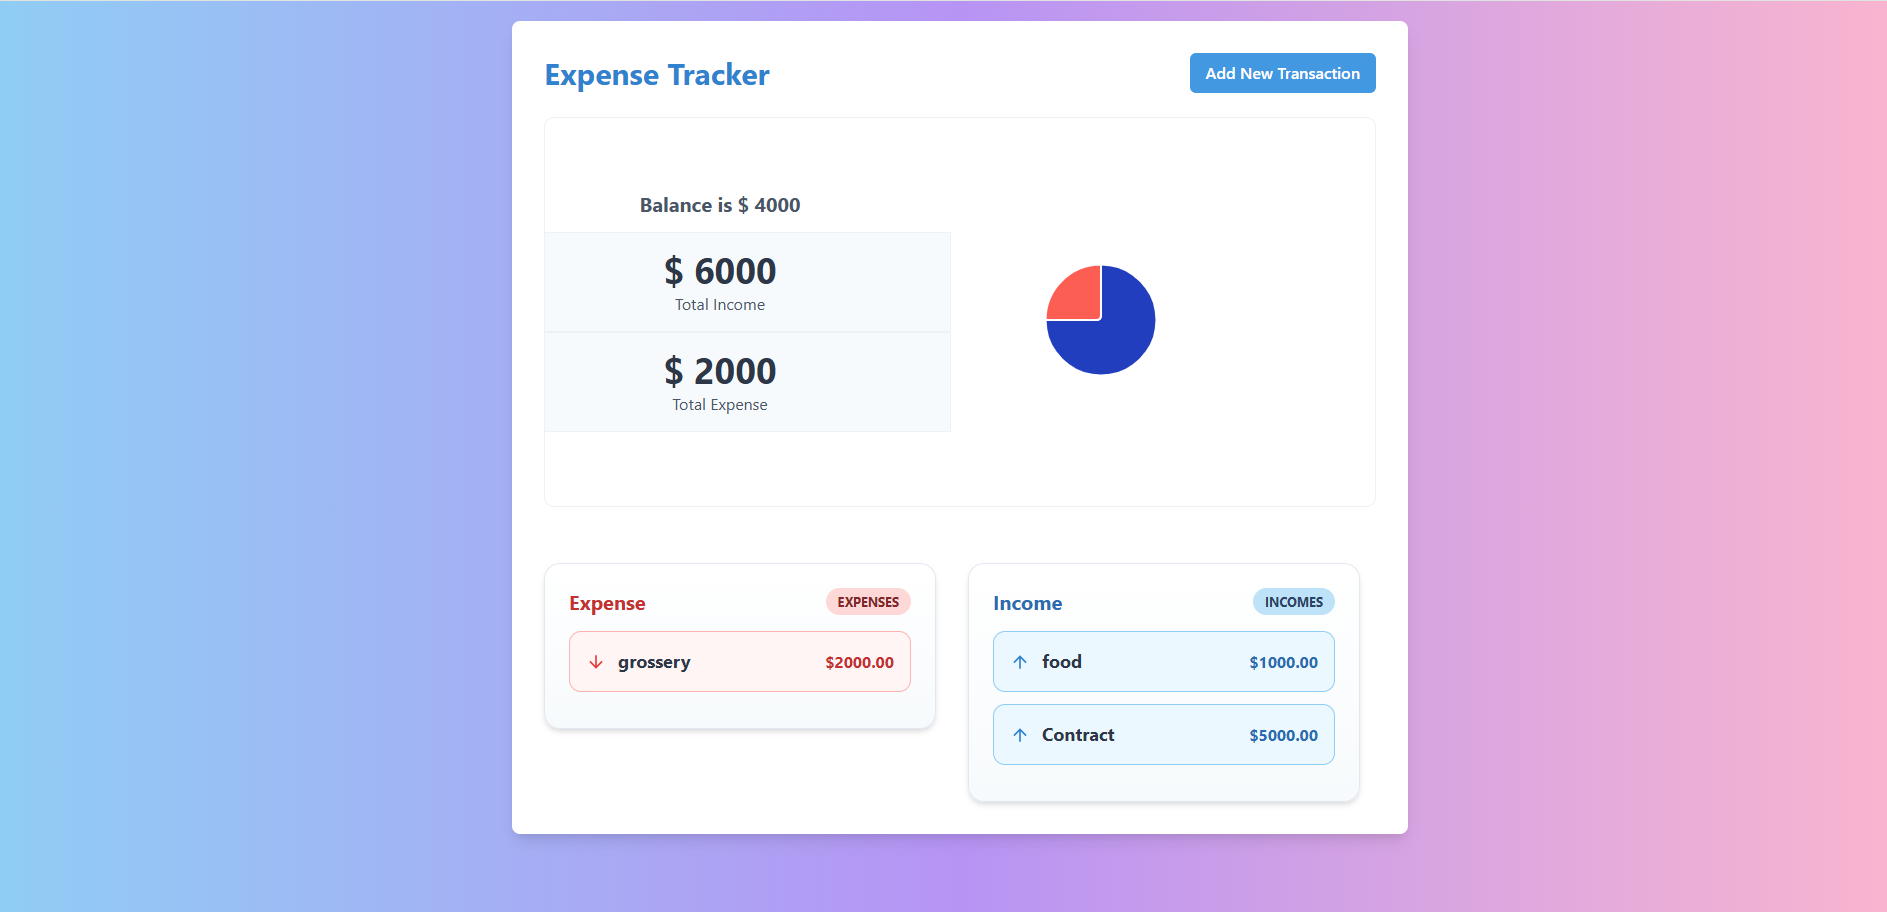 Expense Tracker
Add New Transaction
Balance is $ 4000
$ 6000
Total Income
$ 2000
Total Expense
Expense
EXPENSES
grossery
$2000.00
Income
INCOMES
food
$1000.00
Contract
$5000.00